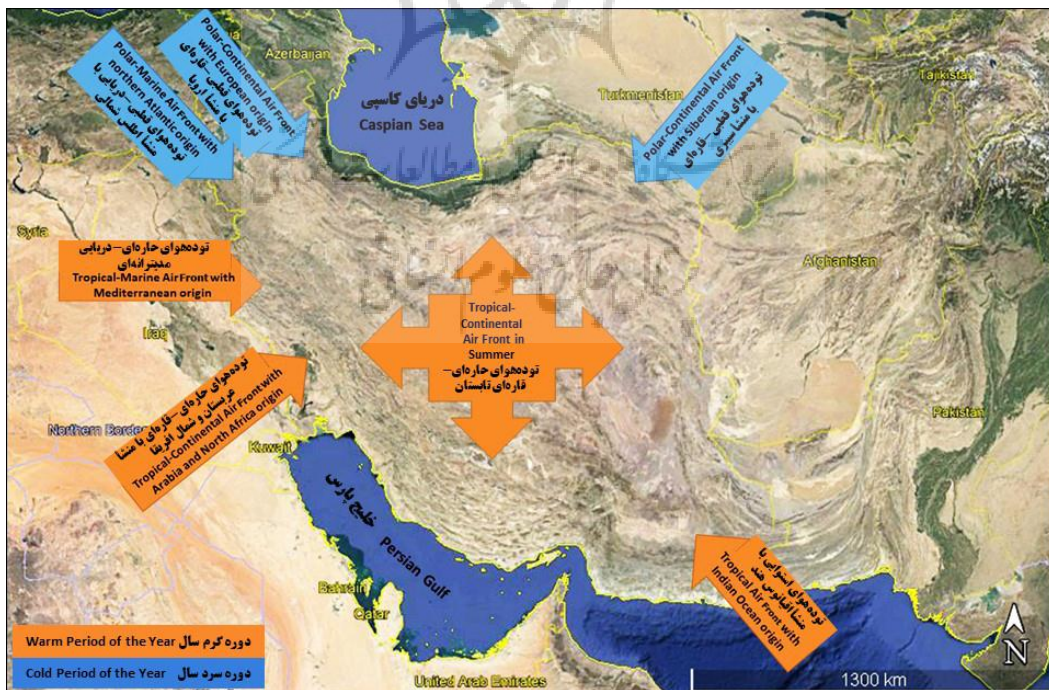 Azerbaijan
Turkmenistan
Tajikistan
Polar-Marine Air Front with
northern Atlantic origin
توده‌های قطبی-دریایی با
منشا اطلس شمالی
Polar-Continental Air Front
with European origin
توده‌هوای قطبی-قاره‌ای
با منشا اروپا
دریای کاسپی
Caspian Sea
توده‌هوای قطبی-قاره‌ای
با منشا سیبری
Polar-Continental Air Front
with Siberian origin
Syria
توده‌هوای حاره‌ای-دریایی
مدیترانه‌ای
Tropical-Marine Air Front with
Mediterranean origin
Afghanistan
Iraq
Tropical-
Continental
Air Front in
Summer
توده‌هوای حاره‌ای-
قاره‌ای تابستان
توده‌هوای حاره‌ای-قاره‌ای با منشا
عربستان و شمال افریقا
Tropical-Continental Air Front with
Arabia and North Africa origin
Pakistan
Kuwait
خلیج پارس
Persian Gulf
توده‌هوای استوایی با
منشا اقیانوس هند
Tropical Air Front with
Indian Ocean origin
Bahrain
Qatar
Warm Period of the Year دوره گرم سال
Cold Period of the Year دوره سرد سال
United Arab Emirates
N
1300 km